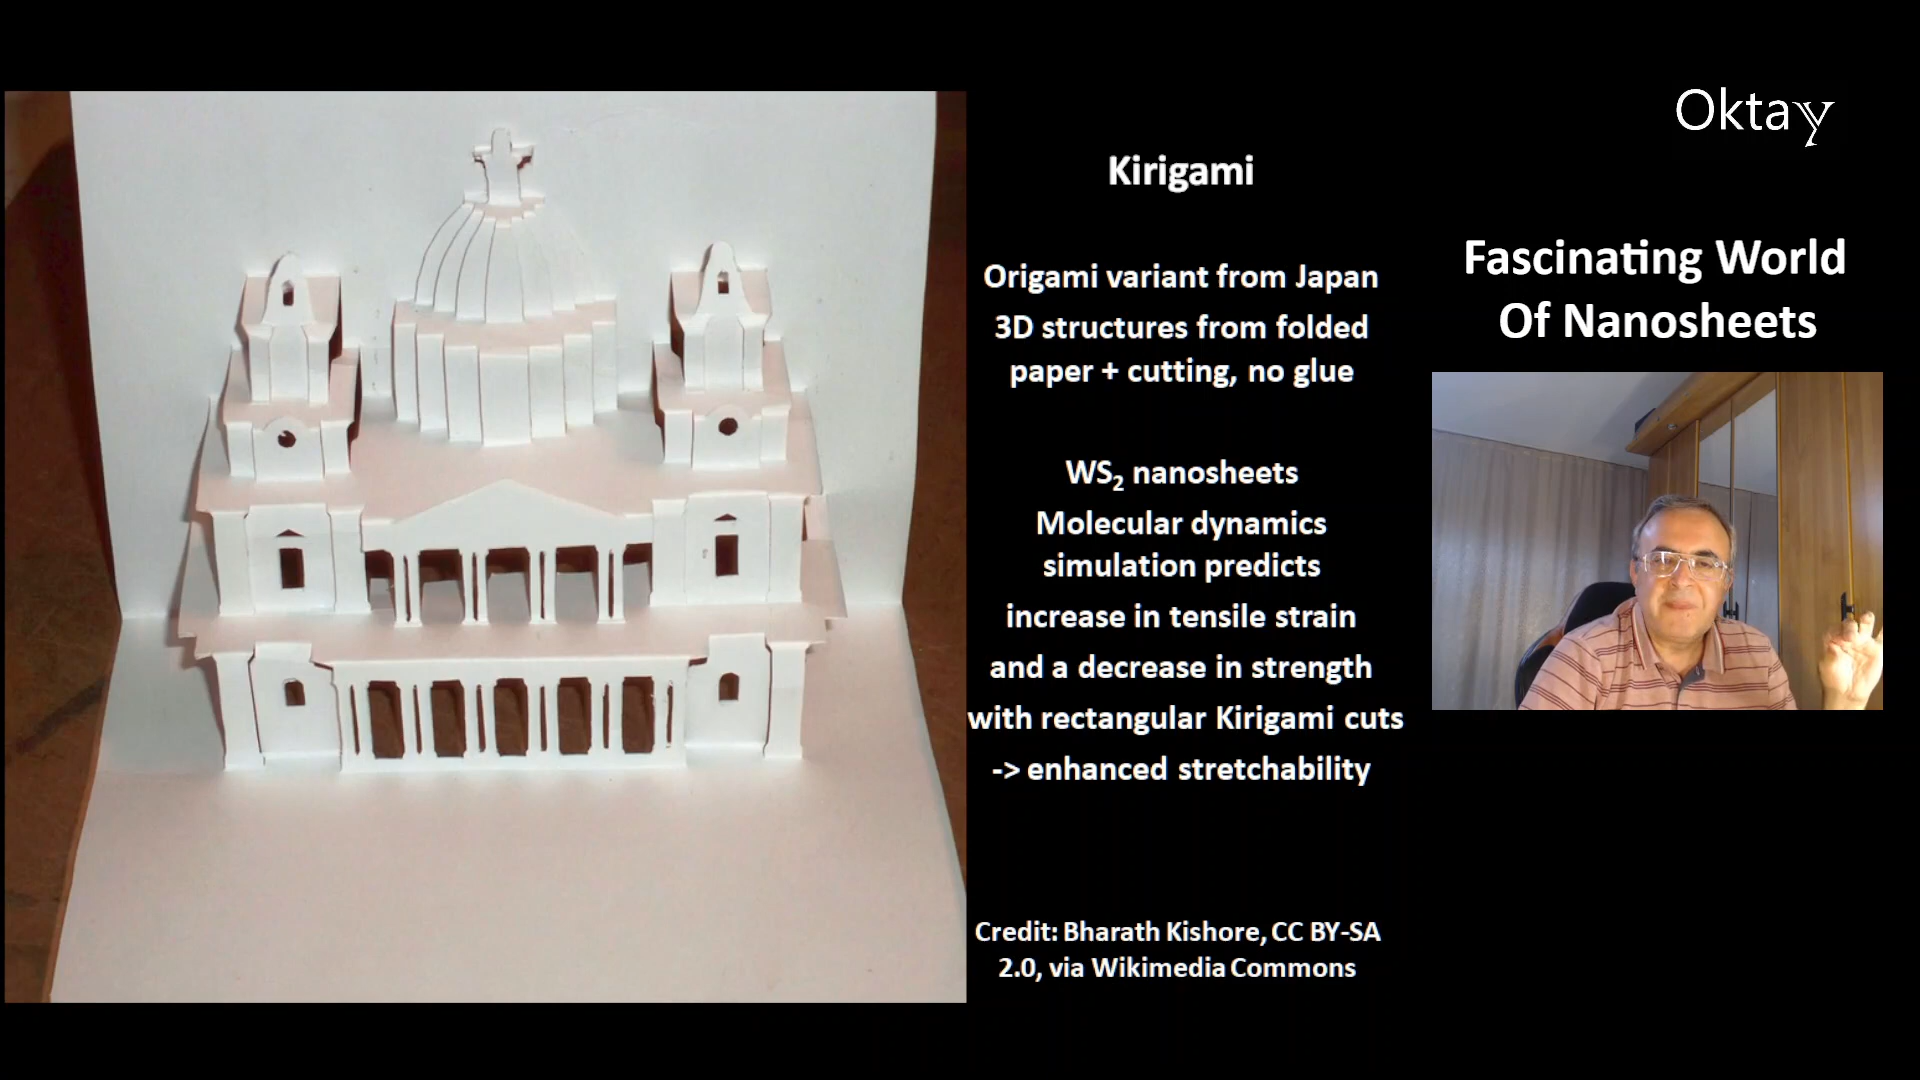 Oktay
Kirigami
Origami variant from Japan
3D structures from folded
paper + cutting, no glue
WS₂ nanosheets
Molecular dynamics
simulation predicts
increase in tensile strain
and a decrease in strength
with rectangular Kirigami cuts
-> enhanced stretchability
Credit: Bharath Kishore, CC BY-SA
2.0, via Wikimedia Commons
Fascinating World
Of Nanosheets